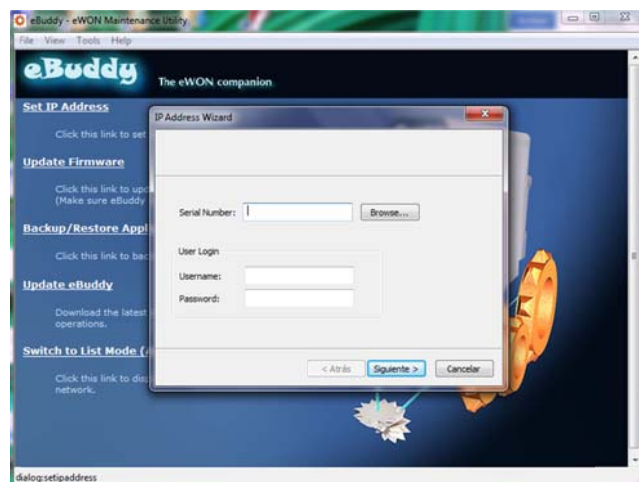 eBuddy - eWON Maintenance Utility
File View Tools Help
eBuddy The eWON companion
Set IP Address
Click this link to set
Update Firmware
Click this link to
(Make sure eBuddy
Backup/Restore Appl
Click this link to
Update eBuddy
Download the latest
operations.
Switch to List Mode
Click this link to
network.
IP Address Wizard
Serial Number:
Browse...
User Login
Username:
Password:
< Atrás
Siguiente >
Cancelar
dialog:setipaddress